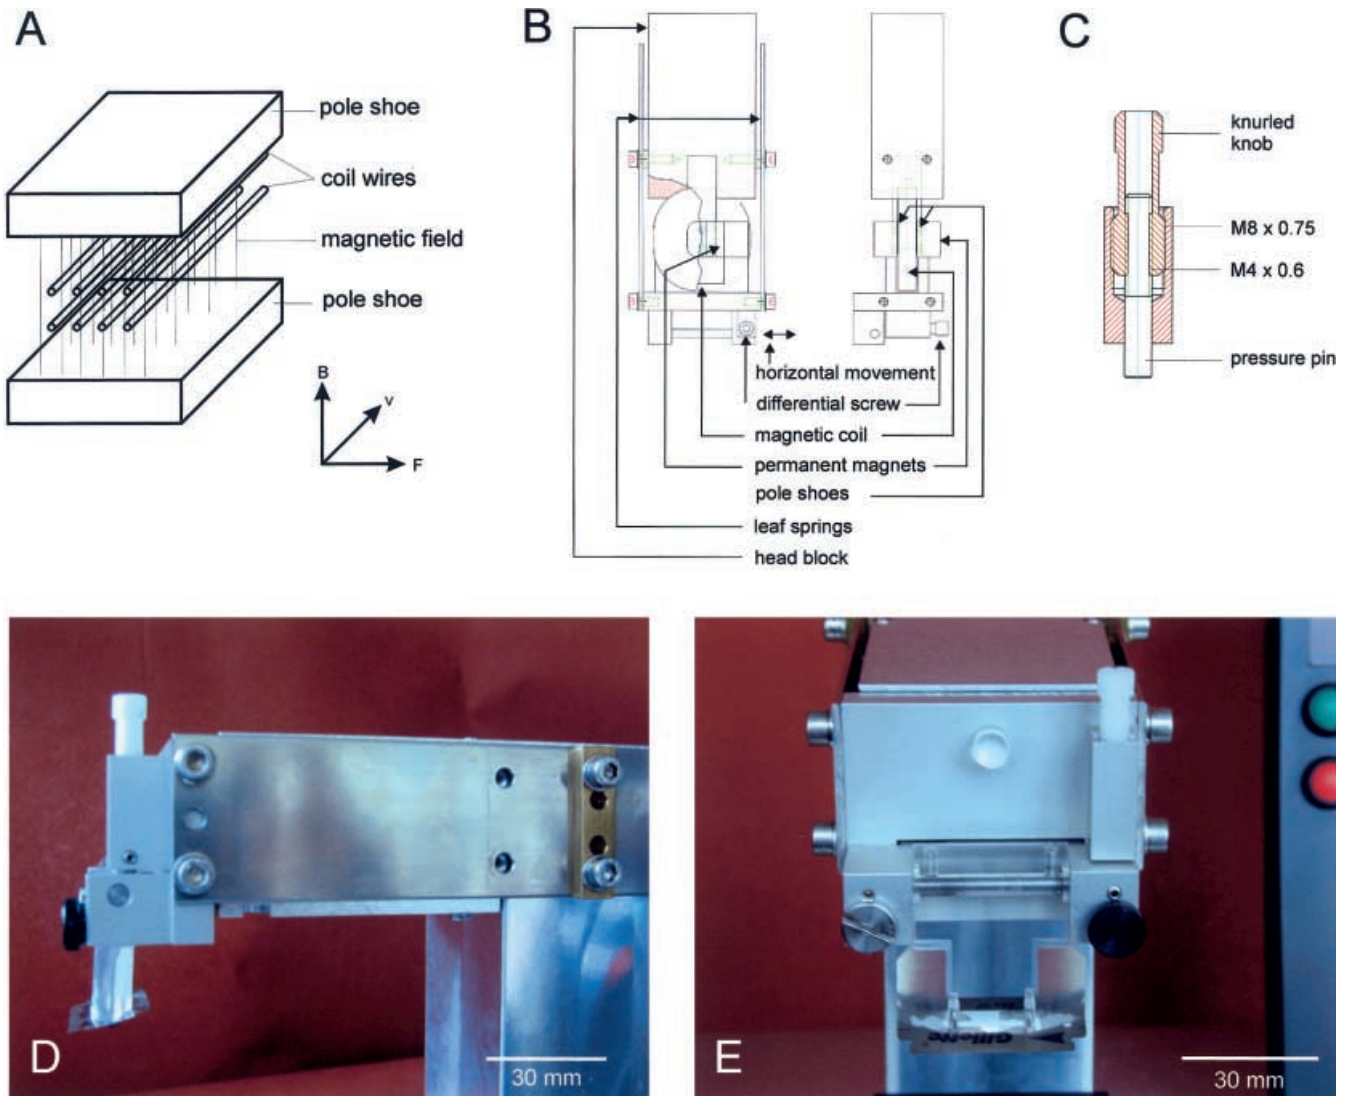 A
pole shoe
coil wires
magnetic field
pole shoe
B
v
F
B
horizontal movement
differential screw
magnetic coil
permanent magnets
pole shoes
leaf springs
head block
C
knurled
knob
M8 x 0.75
M4 x 0.6
pressure pin
D
30 mm
E
Gillette
30 mm